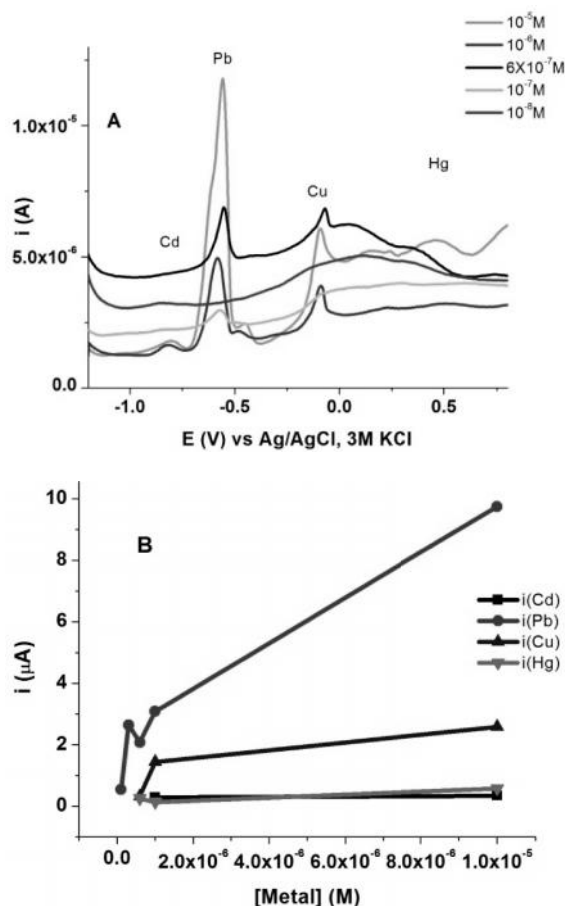 10⁻⁵M
10⁻⁶M
6X10⁻⁷M
10⁻⁷M
10⁻⁸M
Pb
A
Hg
Cu
Cd
1.0x10⁻⁵
5.0x10⁻⁶
0.0
i (A)
-1.0 -0.5 0.0 0.5
E (V) vs Ag/AgCl, 3M KCl
B
10
8
6
4
2
0
i (µA)
i(Cd)
i(Pb)
i(Cu)
i(Hg)
0.0 2.0x10⁻⁶ 4.0x10⁻⁶ 6.0x10⁻⁶ 8.0x10⁻⁶ 1.0x10⁻⁵
[Metal] (M)